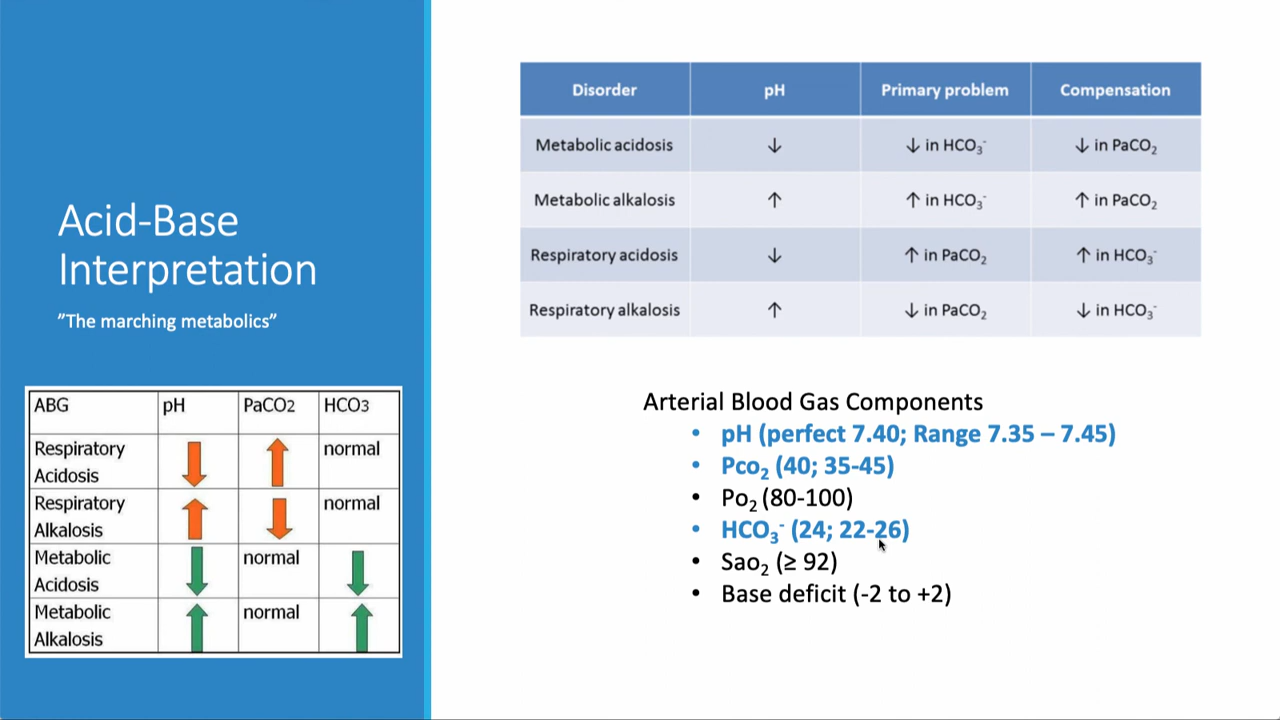 Acid-Base
Interpretation
”The marching metabolics”
ABG pH PaCO2 HCO3
Respiratory Acidosis ↓ ↑ normal
Respiratory Alkalosis ↑ ↓ normal
Metabolic Acidosis ↓ normal ↓
Metabolic Alkalosis ↑ normal ↑
Disorder pH Primary problem Compensation
Metabolic acidosis ↓ ↓ in HCO₃⁻ ↓ in PaCO₂
Metabolic alkalosis ↑ ↑ in HCO₃⁻ ↑ in PaCO₂
Respiratory acidosis ↓ ↑ in PaCO₂ ↑ in HCO₃⁻
Respiratory alkalosis ↑ ↓ in PaCO₂ ↓ in HCO₃⁻
Arterial Blood Gas Components
• pH (perfect 7.40; Range 7.35 – 7.45)
• Pco₂ (40; 35-45)
• Po₂ (80-100)
• HCO₃⁻ (24; 22-26)
• Sao₂ (≥ 92)
• Base deficit (-2 to +2)